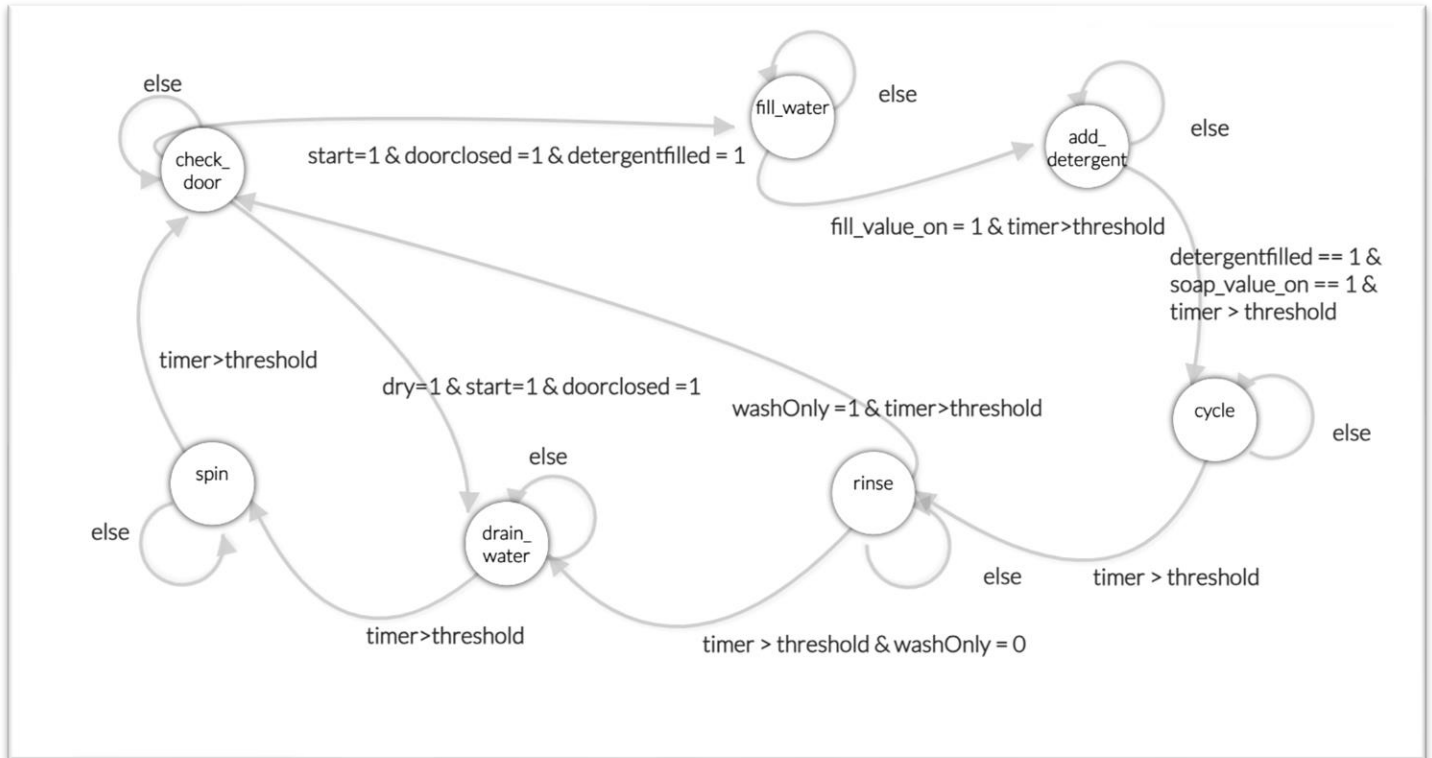 else
check_
door
start=1 & doorclosed =1 & detergentfilled = 1
fill_water
else
add_
detergent
else
fill_value_on = 1 & timer>threshold
detergentfilled == 1 &
soap_value_on == 1 &
timer > threshold
timer>threshold
dry=1 & start=1 & doorclosed =1
washOnly =1 & timer>threshold
cycle
else
spin
else
else
drain_
water
rinse
else
timer > threshold
timer>threshold
timer > threshold & washOnly = 0